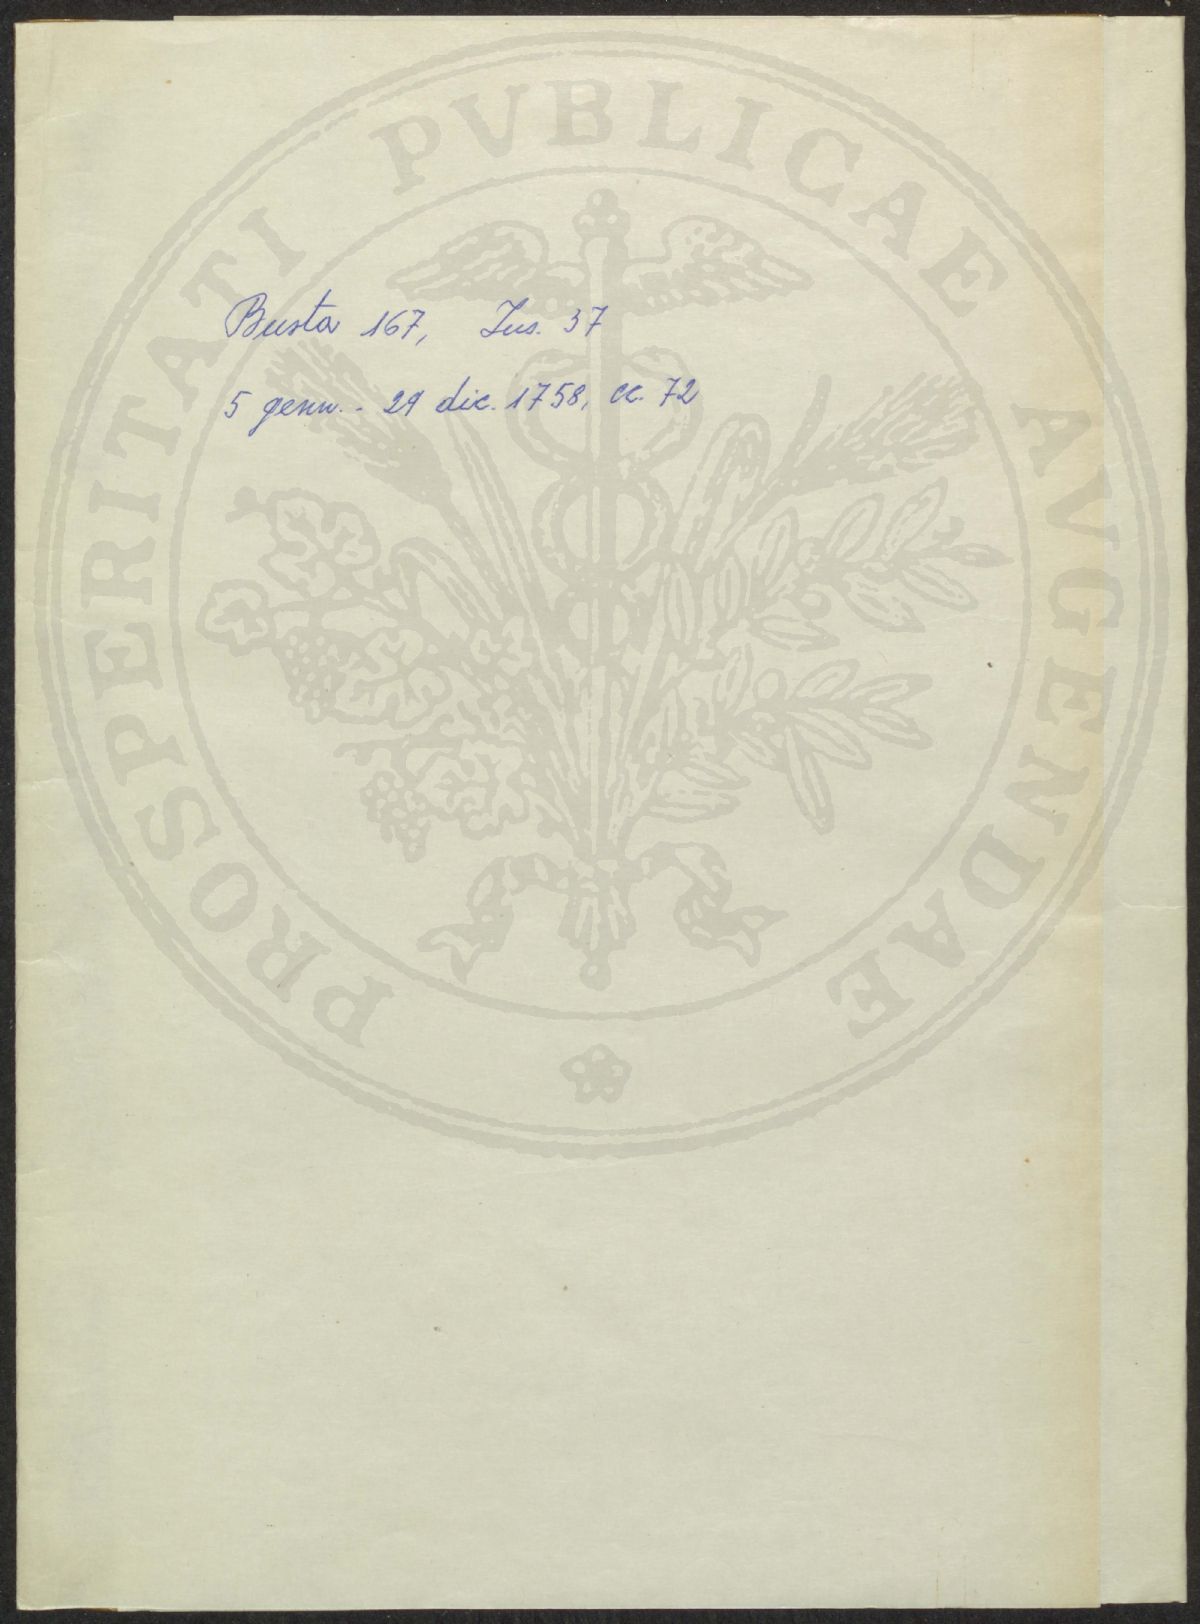 Busta 167, Ins. 37
5 genn. - 29 dic. 1758, cc. 72
PROSPERITATI PVBLICAE AVGENDAE